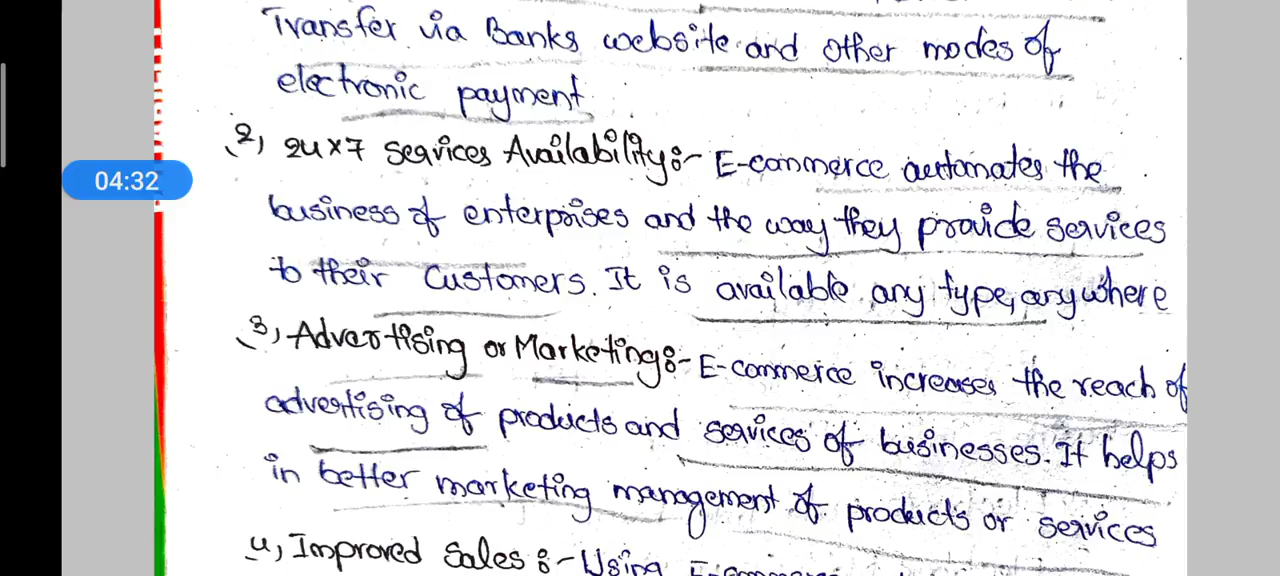 Transfer via Banks website and other modes of
electronic payment
2, 24x7 Services Availability:- E-commerce automates the
business of enterprises and the way they provide services
to their Customers. It is available any type, anywhere
04:32
3, Advertising or Marketing:- E-commerce increases the reach of
advertising of products and services of businesses. It helps
in better marketing management of products or services
4, Improved Sales:- Using E-commerce